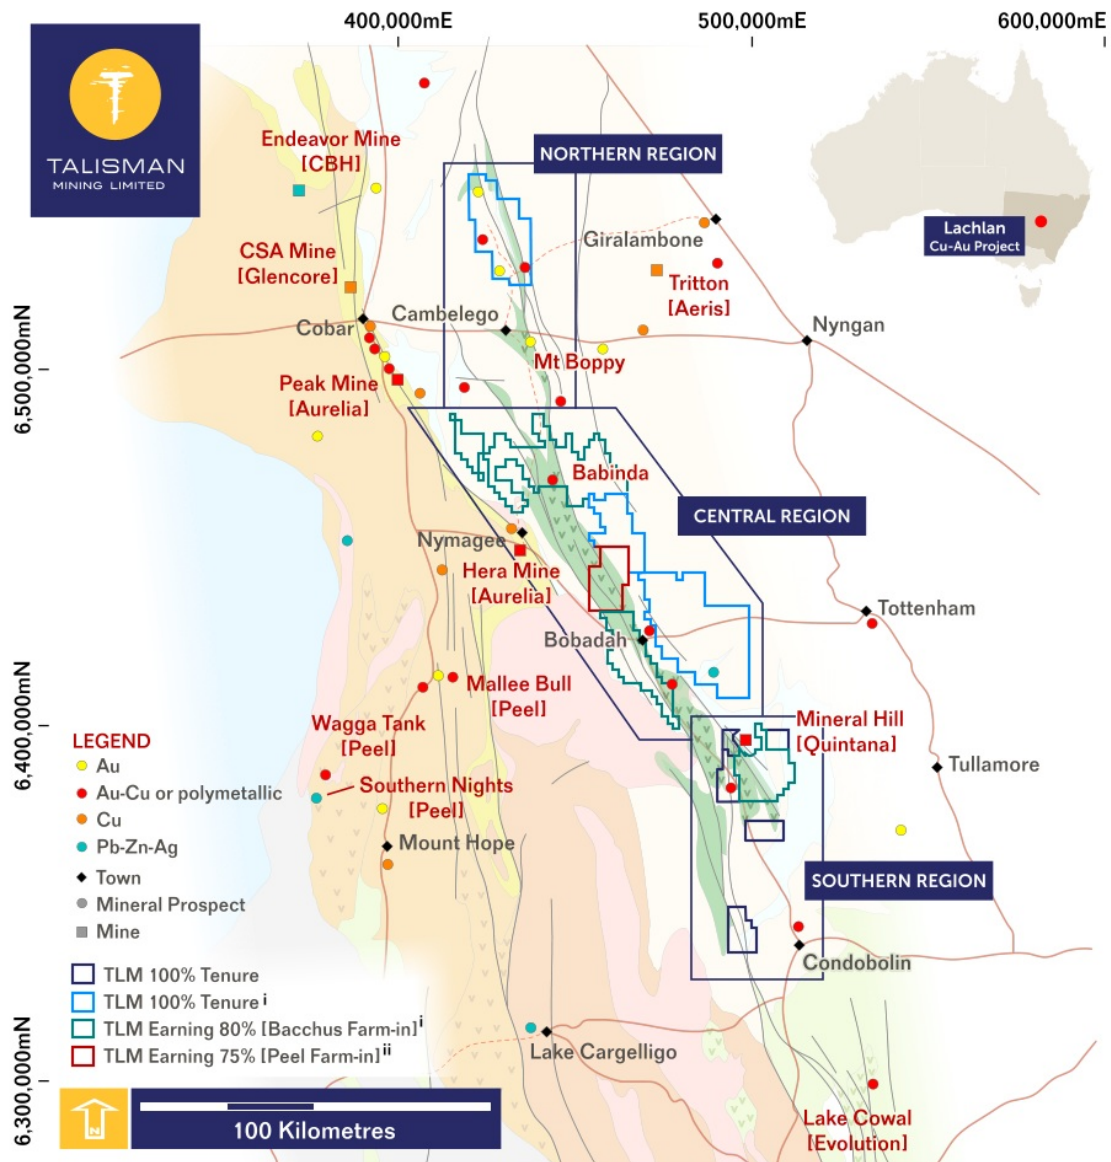 400,000mE
500,000mE
600,000mE
TALISMAN
MINING LIMITED
Endeavor Mine
[CBH]
NORTHERN REGION
Lachlan
Cu-Au Project
CSA Mine
[Glencore]
Giralambone
Tritton
[Aeris]
Cobar
Cambelego
Nyngan
Mt Boppy
6,500,000mN
Peak Mine
[Aurelia]
Babinda
CENTRAL REGION
Nymagee
Hera Mine
[Aurelia]
Tottenham
Bobadah
Mallee Bull
[Peel]
Wagga Tank
[Peel]
Mineral Hill
[Quintana]
6,400,000mN
Southern Nights
[Peel]
Tullamore
Mount Hope
SOUTHERN REGION
Condobolin
LEGEND
Au
Au-Cu or polymetallic
Cu
Pb-Zn-Ag
Town
Mineral Prospect
Mine
TLM 100% Tenure
TLM 100% Tenure i
TLM Earning 80% [Bacchus Farm-in] i
TLM Earning 75% [Peel Farm-in] ii
Lake Cargelligo
6,300,000mN
Lake Cowal
[Evolution]
N
100 Kilometres